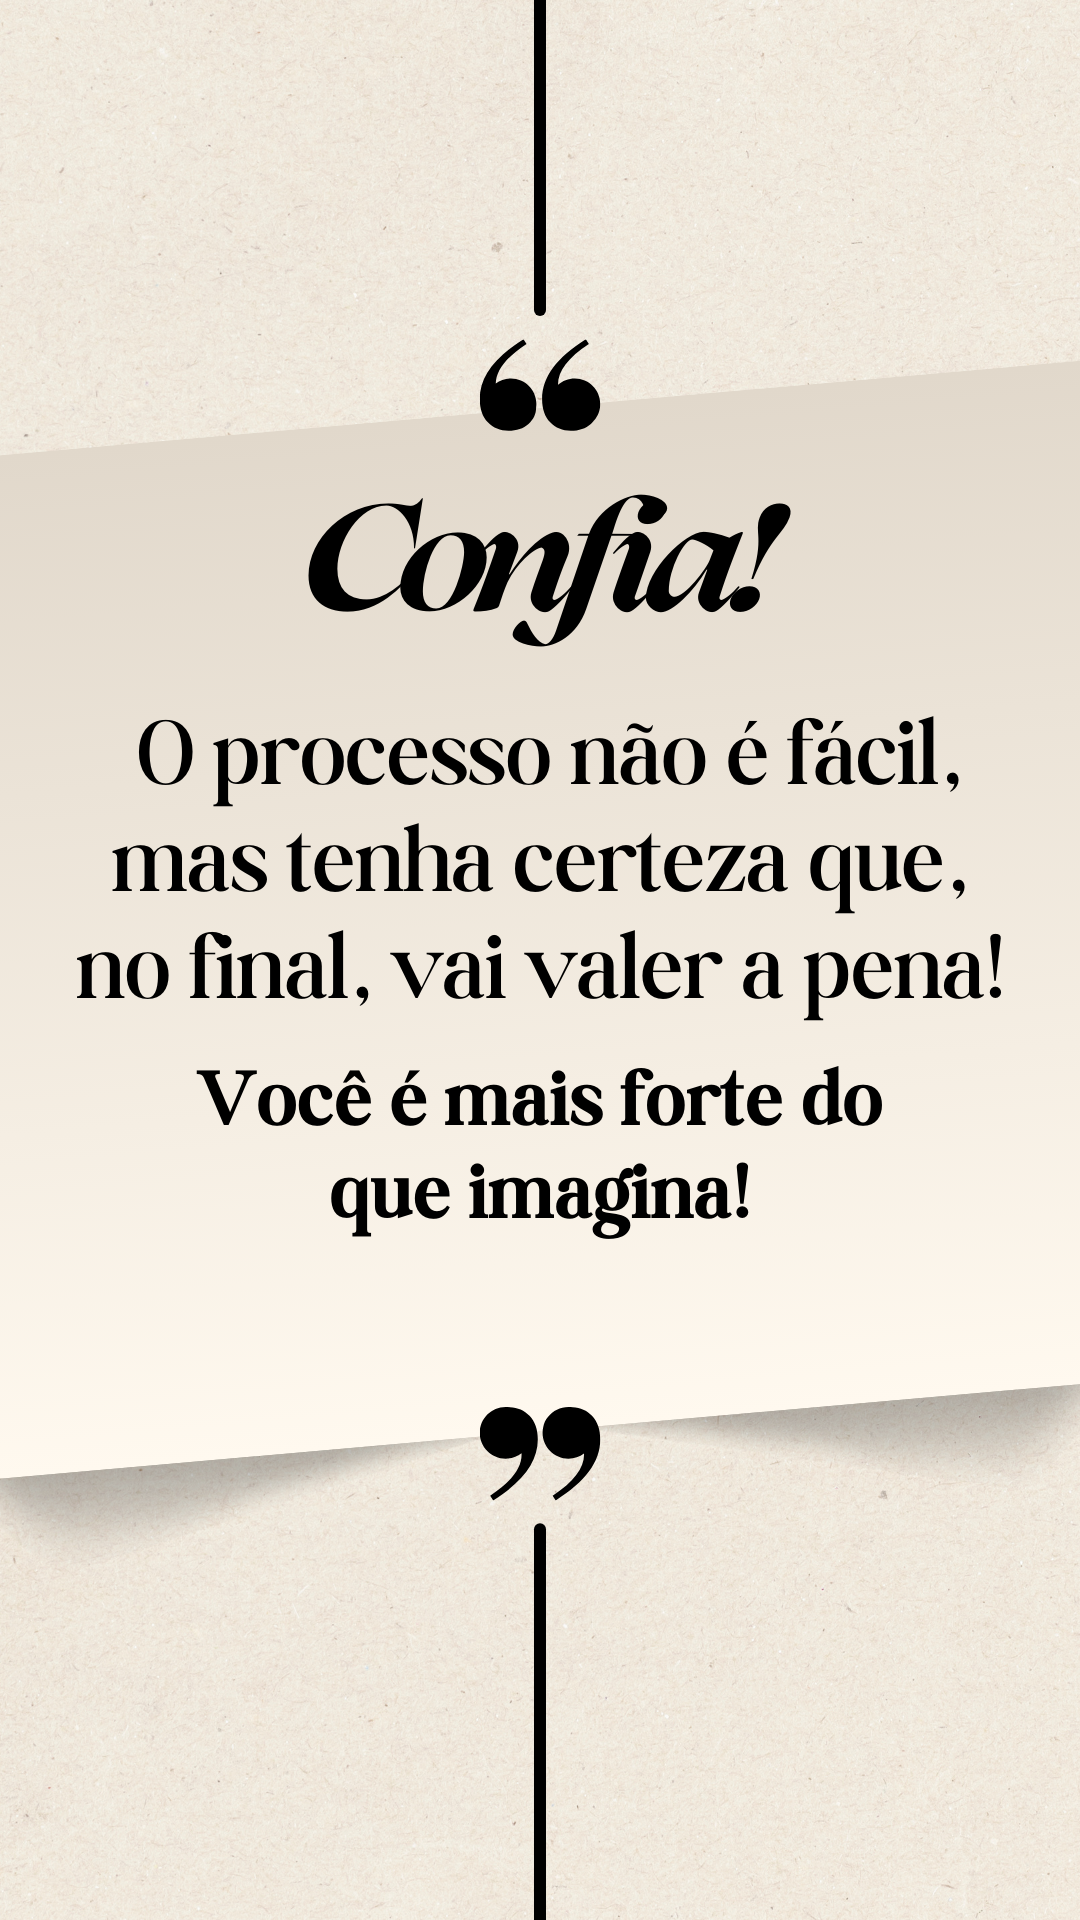 “
Confia!
O processo não é fácil,
mas tenha certeza que,
no final, vai valer a pena!
Você é mais forte do
que imagina!
”